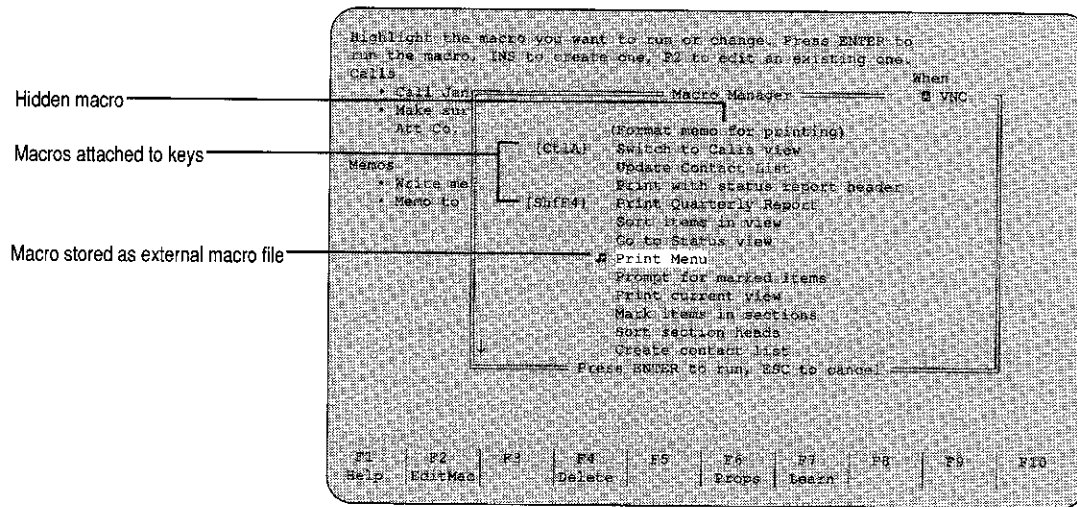 Highlight the macro you want to run or change. Press ENTER to
run the macro, INS to create one, F2 to edit an existing one.
Calls When
• Call Jan Macro Manager VNC
Hidden macro
• Make sur
Att Co. (Format memo for printing)
Macros attached to keys
{CtlA} Switch to Calls view
Memos Update Contact List
• Write me Print with status report header
• Memo to {ShfF4} Print Quarterly Report
Sort items in view
Go to Status view
Macro stored as external macro file
♫ Print Menu
Prompt for marked items
Print current view
Mark items in sections
Sort section heads
↓ Create contact list
Press ENTER to run, ESC to cancel
F1 F2 F3 F4 F5 F6 F7 F8 F9 F10
Help EditMac Delete Props Learn